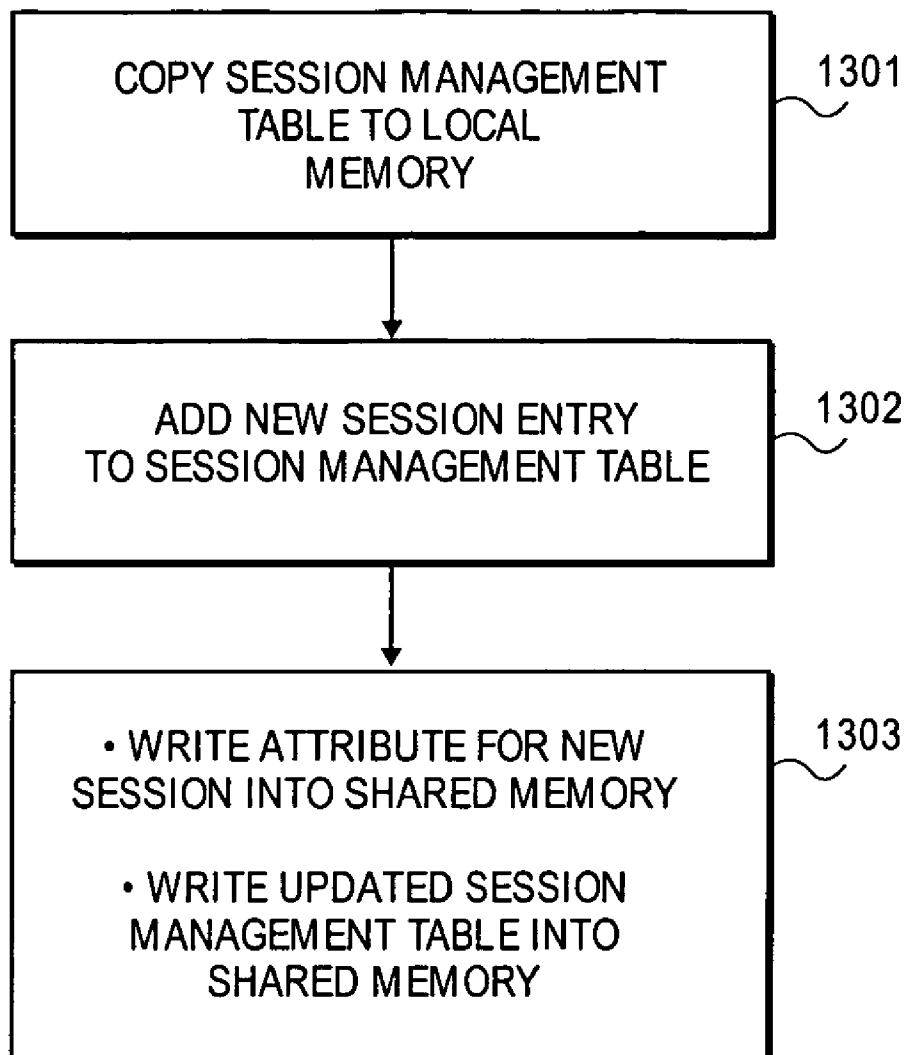 COPY SESSION MANAGEMENT
TABLE TO LOCAL
MEMORY
1301
ADD NEW SESSION ENTRY
TO SESSION MANAGEMENT TABLE
1302
• WRITE ATTRIBUTE FOR NEW
SESSION INTO SHARED MEMORY
• WRITE UPDATED SESSION
MANAGEMENT TABLE INTO
SHARED MEMORY
1303